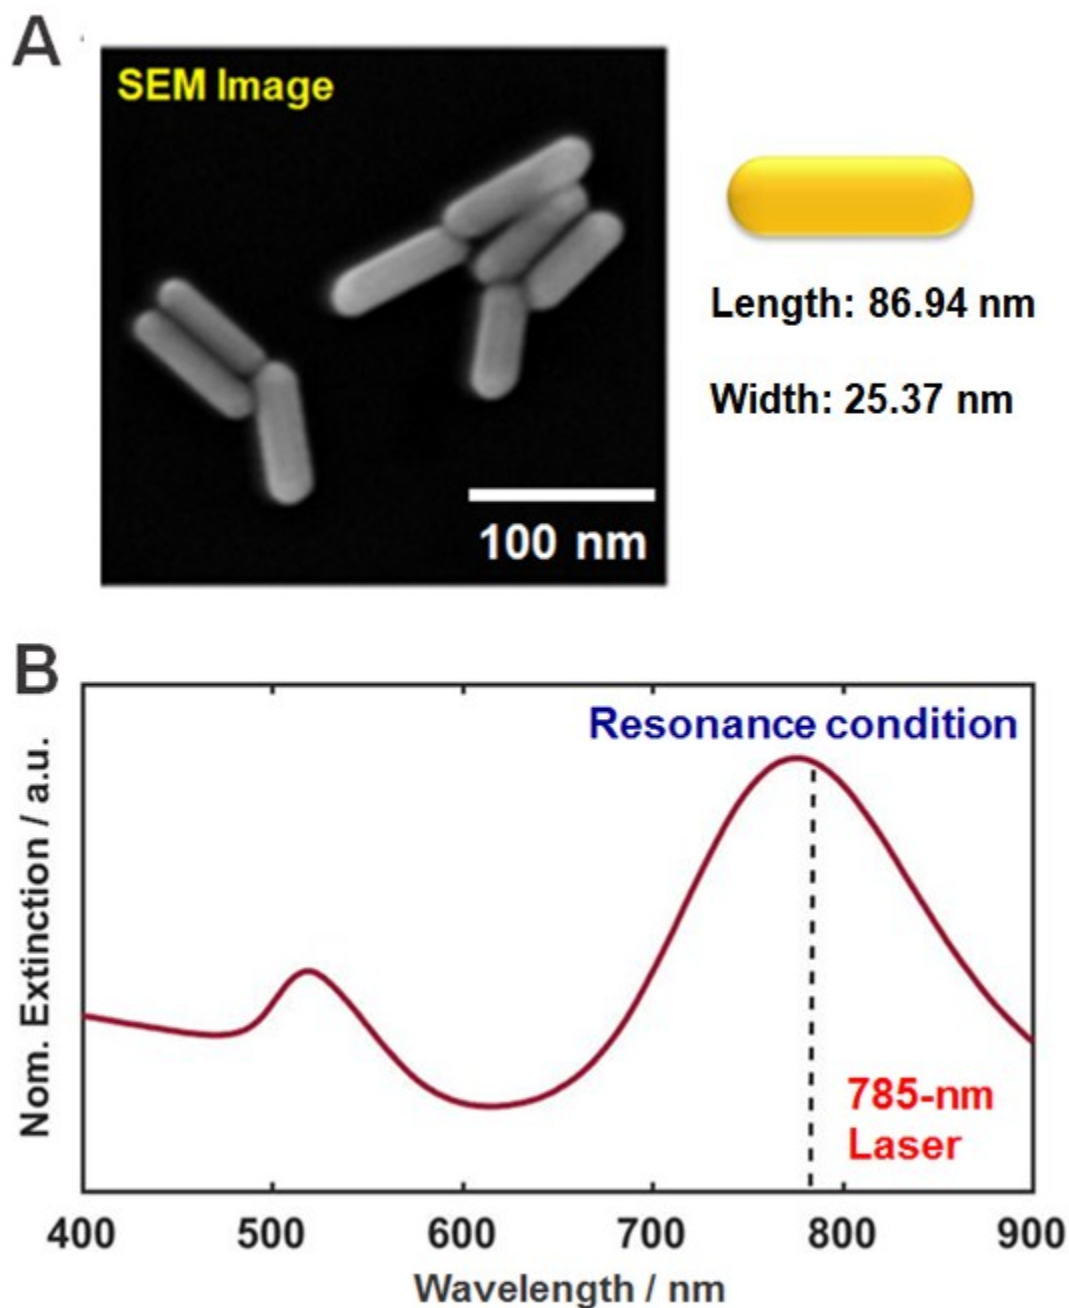 A
SEM Image
Length: 86.94 nm
Width: 25.37 nm
100 nm
B
Resonance condition
Nom. Extinction / a.u.
785-nm
Laser
400 500 600 700 800 900
Wavelength / nm